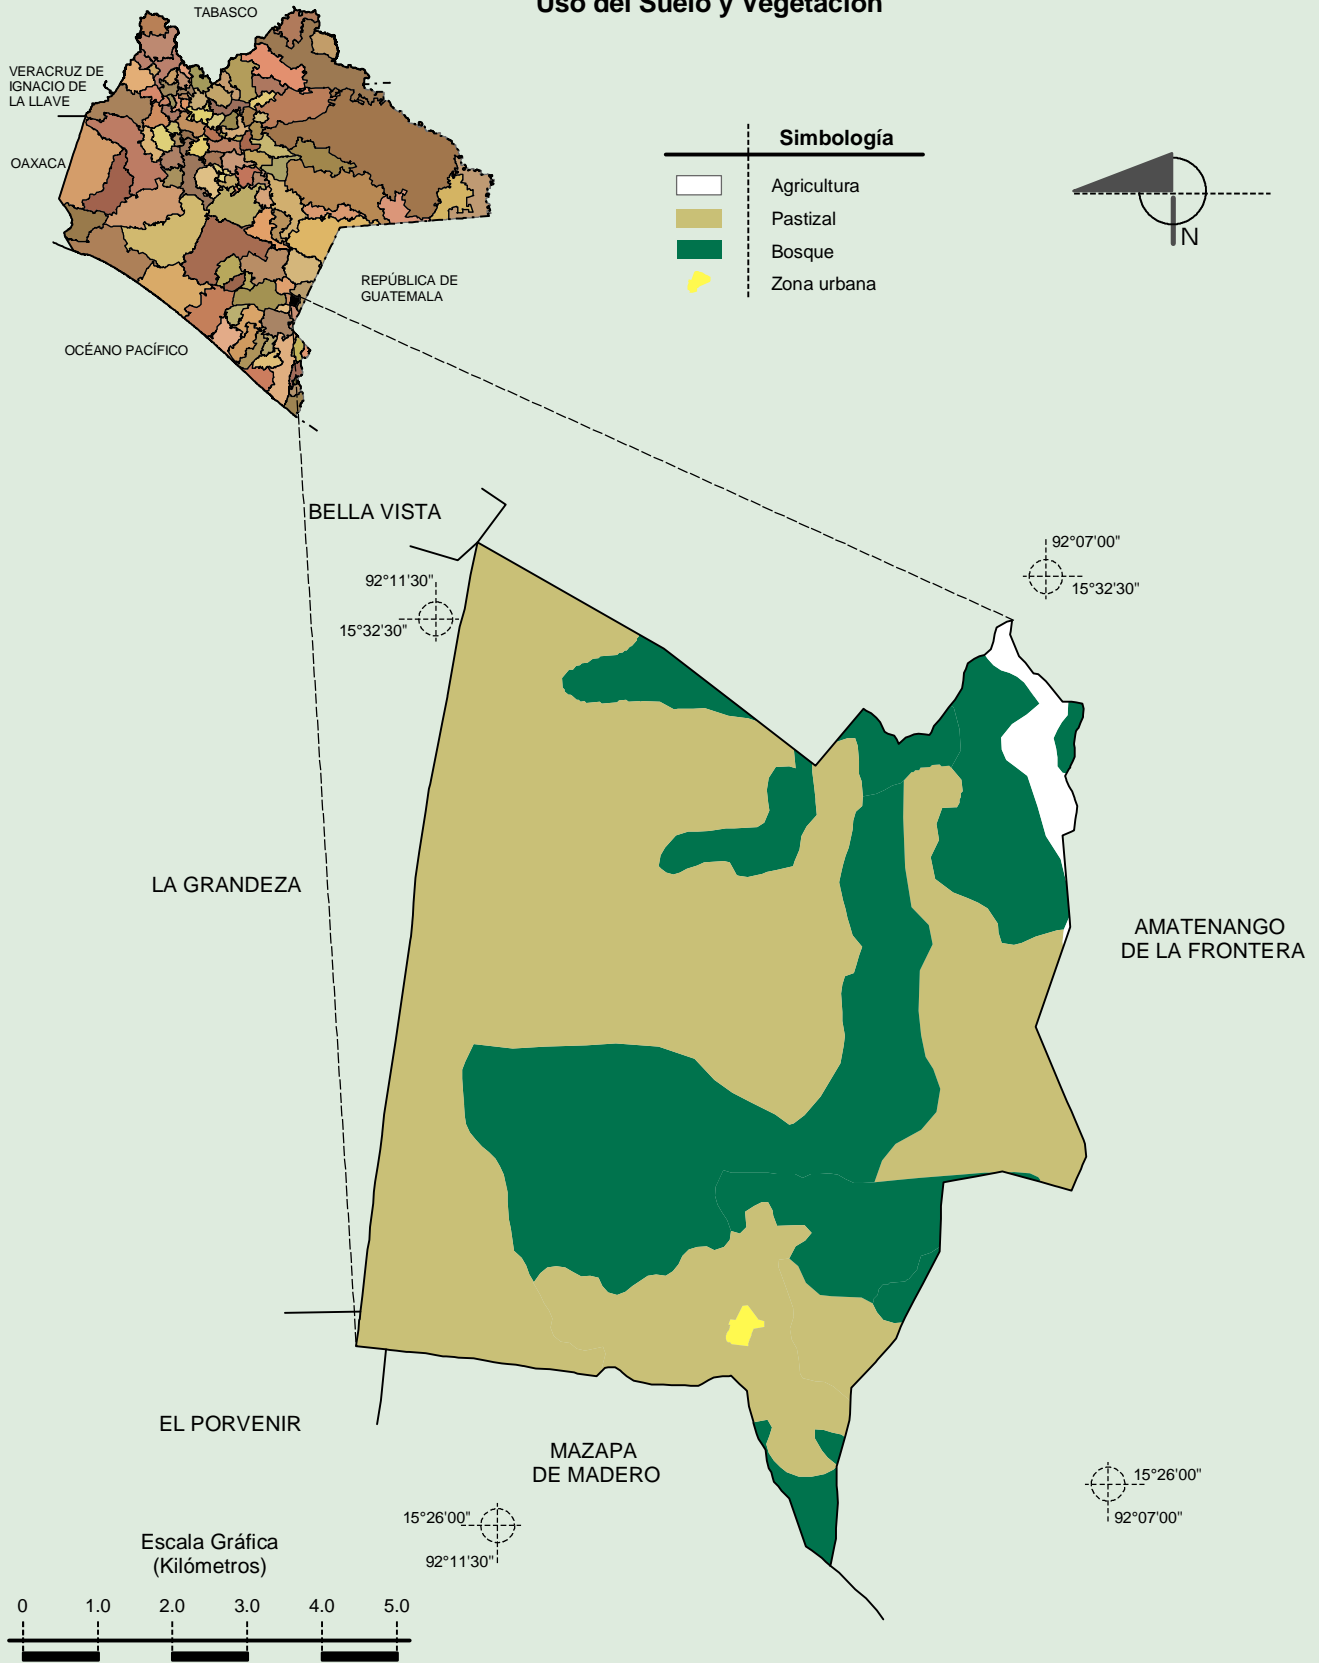 Uso del Suelo y Vegetación
TABASCO
VERACRUZ DE
IGNACIO DE
LA LLAVE
OAXACA
REPÚBLICA DE
GUATEMALA
OCÉANO PACÍFICO
Simbología
Agricultura
Pastizal
Bosque
Zona urbana
N
BELLA VISTA
92°11'30"
15°32'30"
92°07'00"
15°32'30"
LA GRANDEZA
AMATENANGO
DE LA FRONTERA
EL PORVENIR
MAZAPA
DE MADERO
15°26'00"
92°11'30"
15°26'00"
92°07'00"
Escala Gráfica
(Kilómetros)
0 1.0 2.0 3.0 4.0 5.0